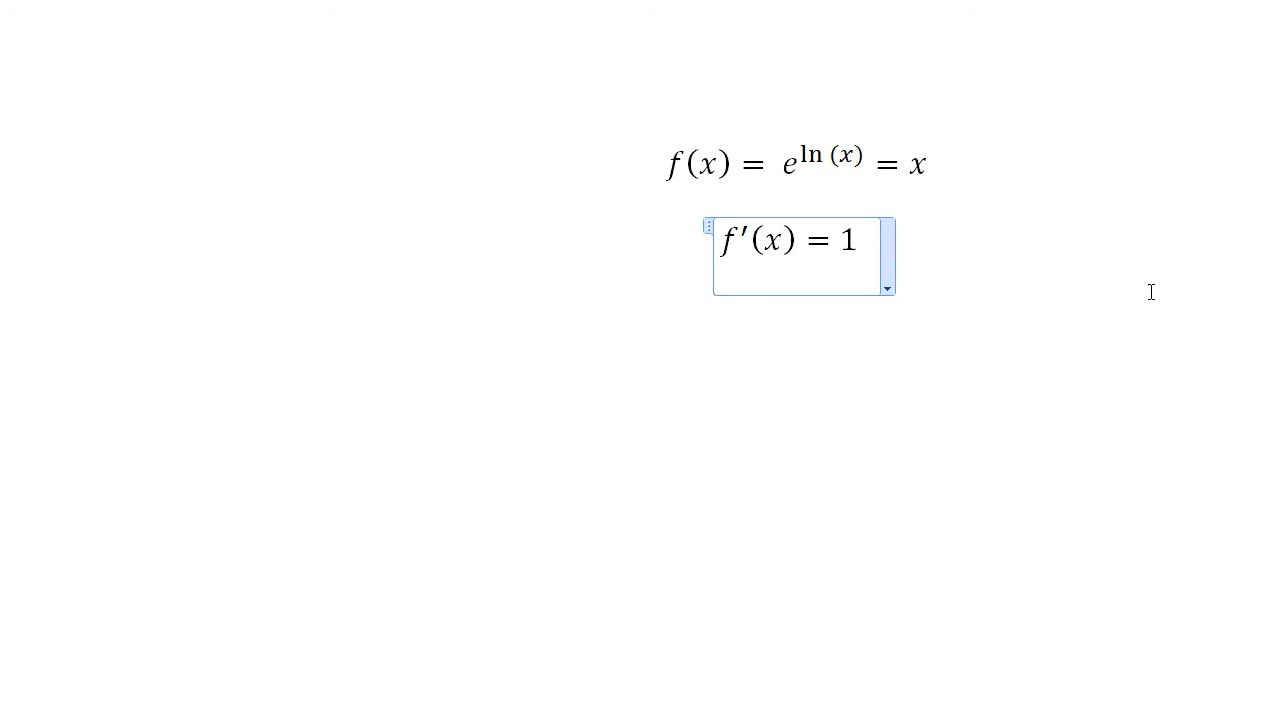 f(x) = e^{ln (x)} = x
f′(x) = 1